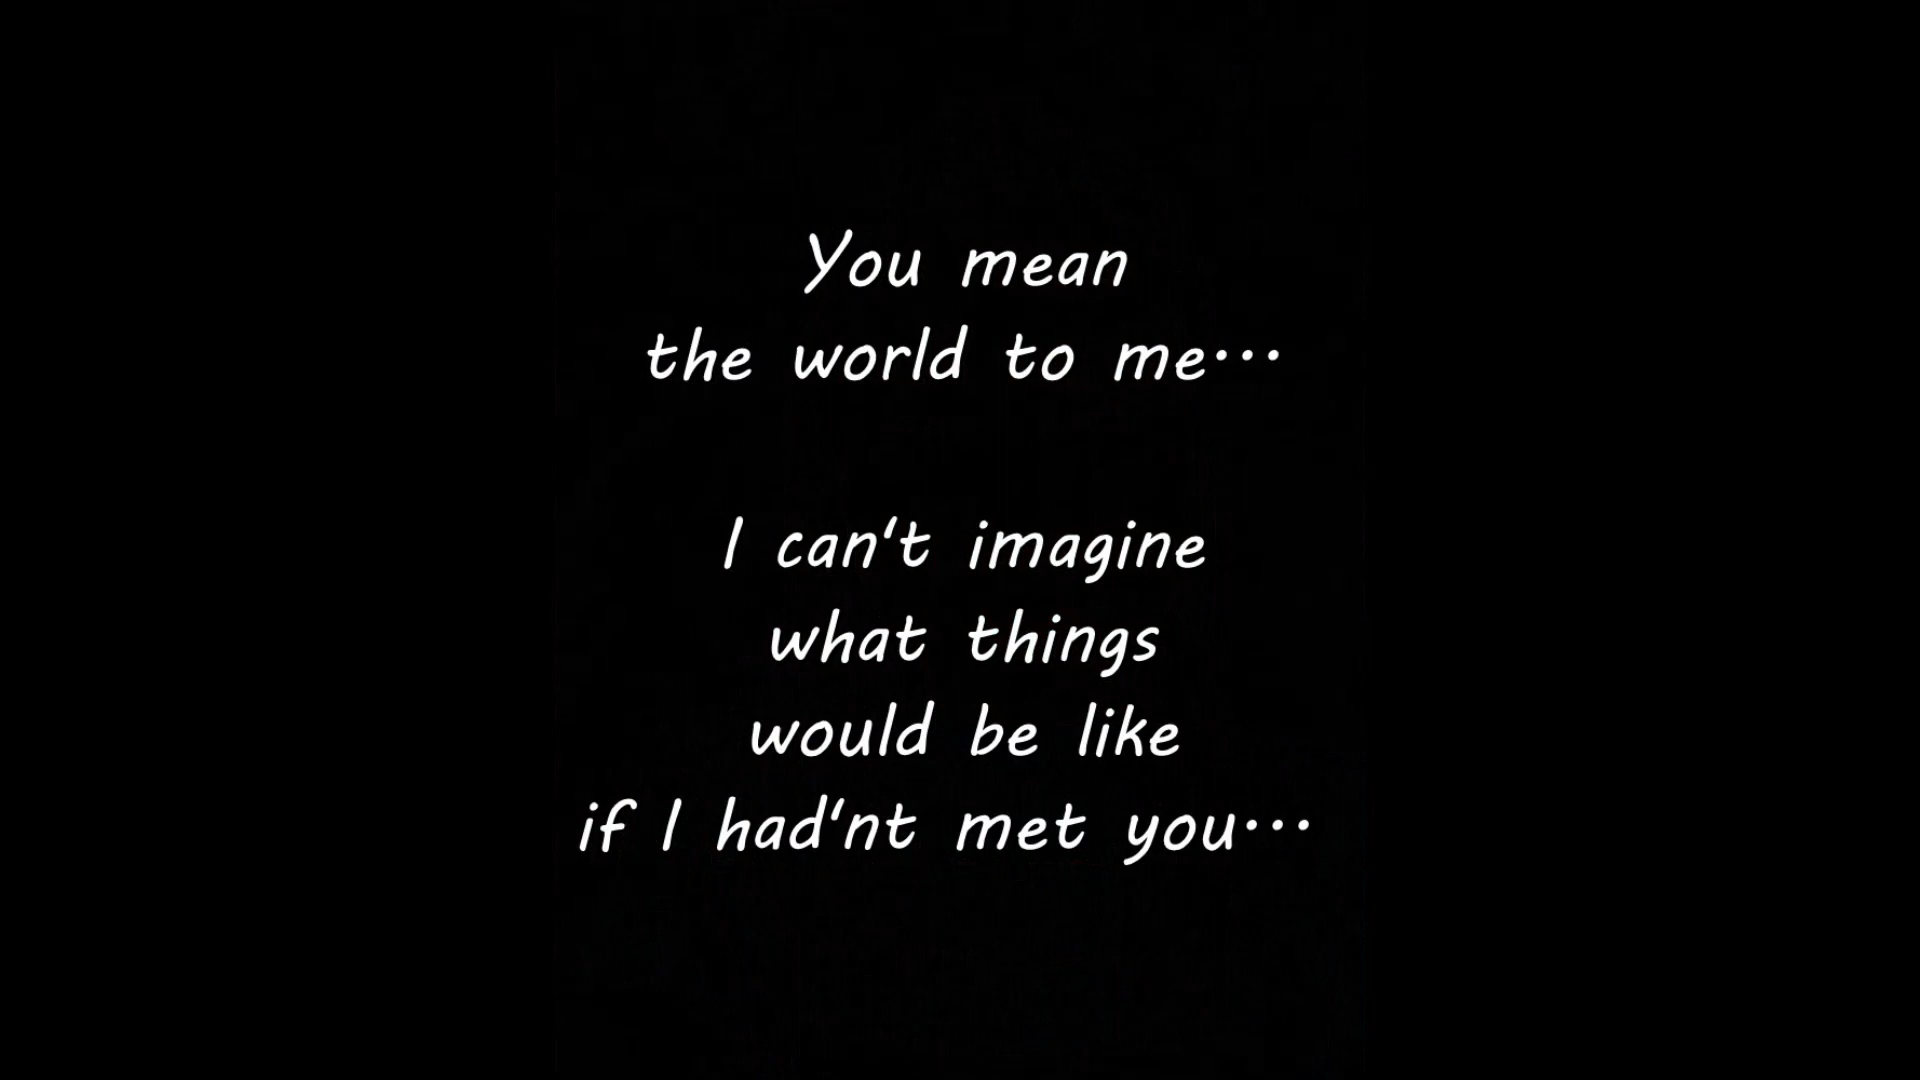 You mean
the world to me…
I can't imagine
what things
would be like
if I had'nt met you…